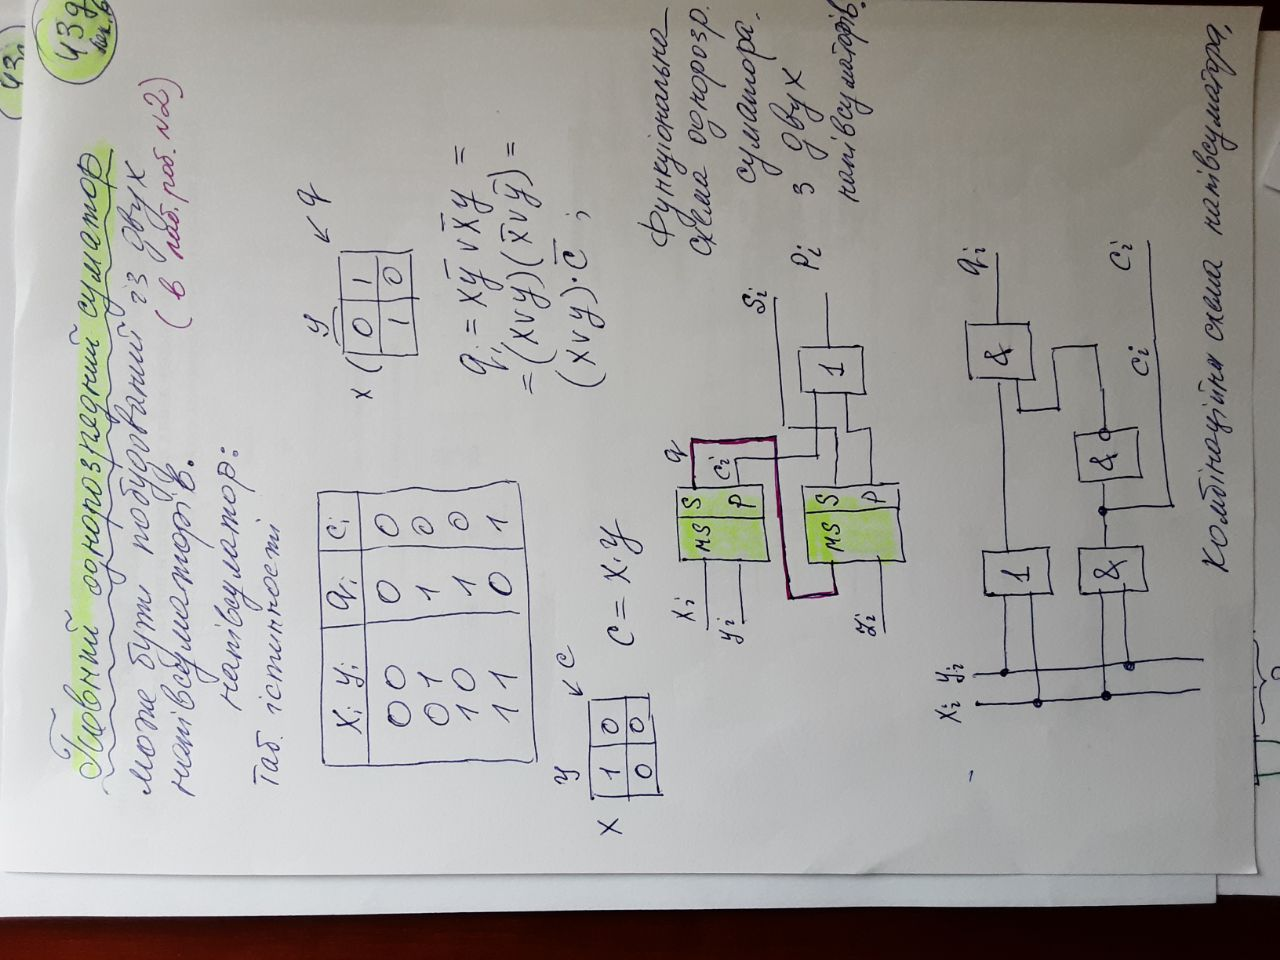 43д
Повний однорозрядний суматор
може бути побудований із двух
напівсуматорів. (в лаб. роб. №2)
напівсуматор:
Таб. істинності
Xi yi qi Ci
0 0 0 0
0 1 1 0
1 0 1 0
1 1 0 1
y
x 0 1 q
1 0
qi = xy̅ v x̅y =
= (x v y)(x̅ v y̅) =
(x v y)·c̅;
y
x 1 0 c
0 0
C = x·y
Функціональна
схема однорозр.
суматора.
з двух
напівсуматорів.
Xi yi HS S P q Ci
zi HS S P Si
1 Pi
Xi yi
1 & qi
& & Ci Ci
Комбінаційна схема напівсуматора,